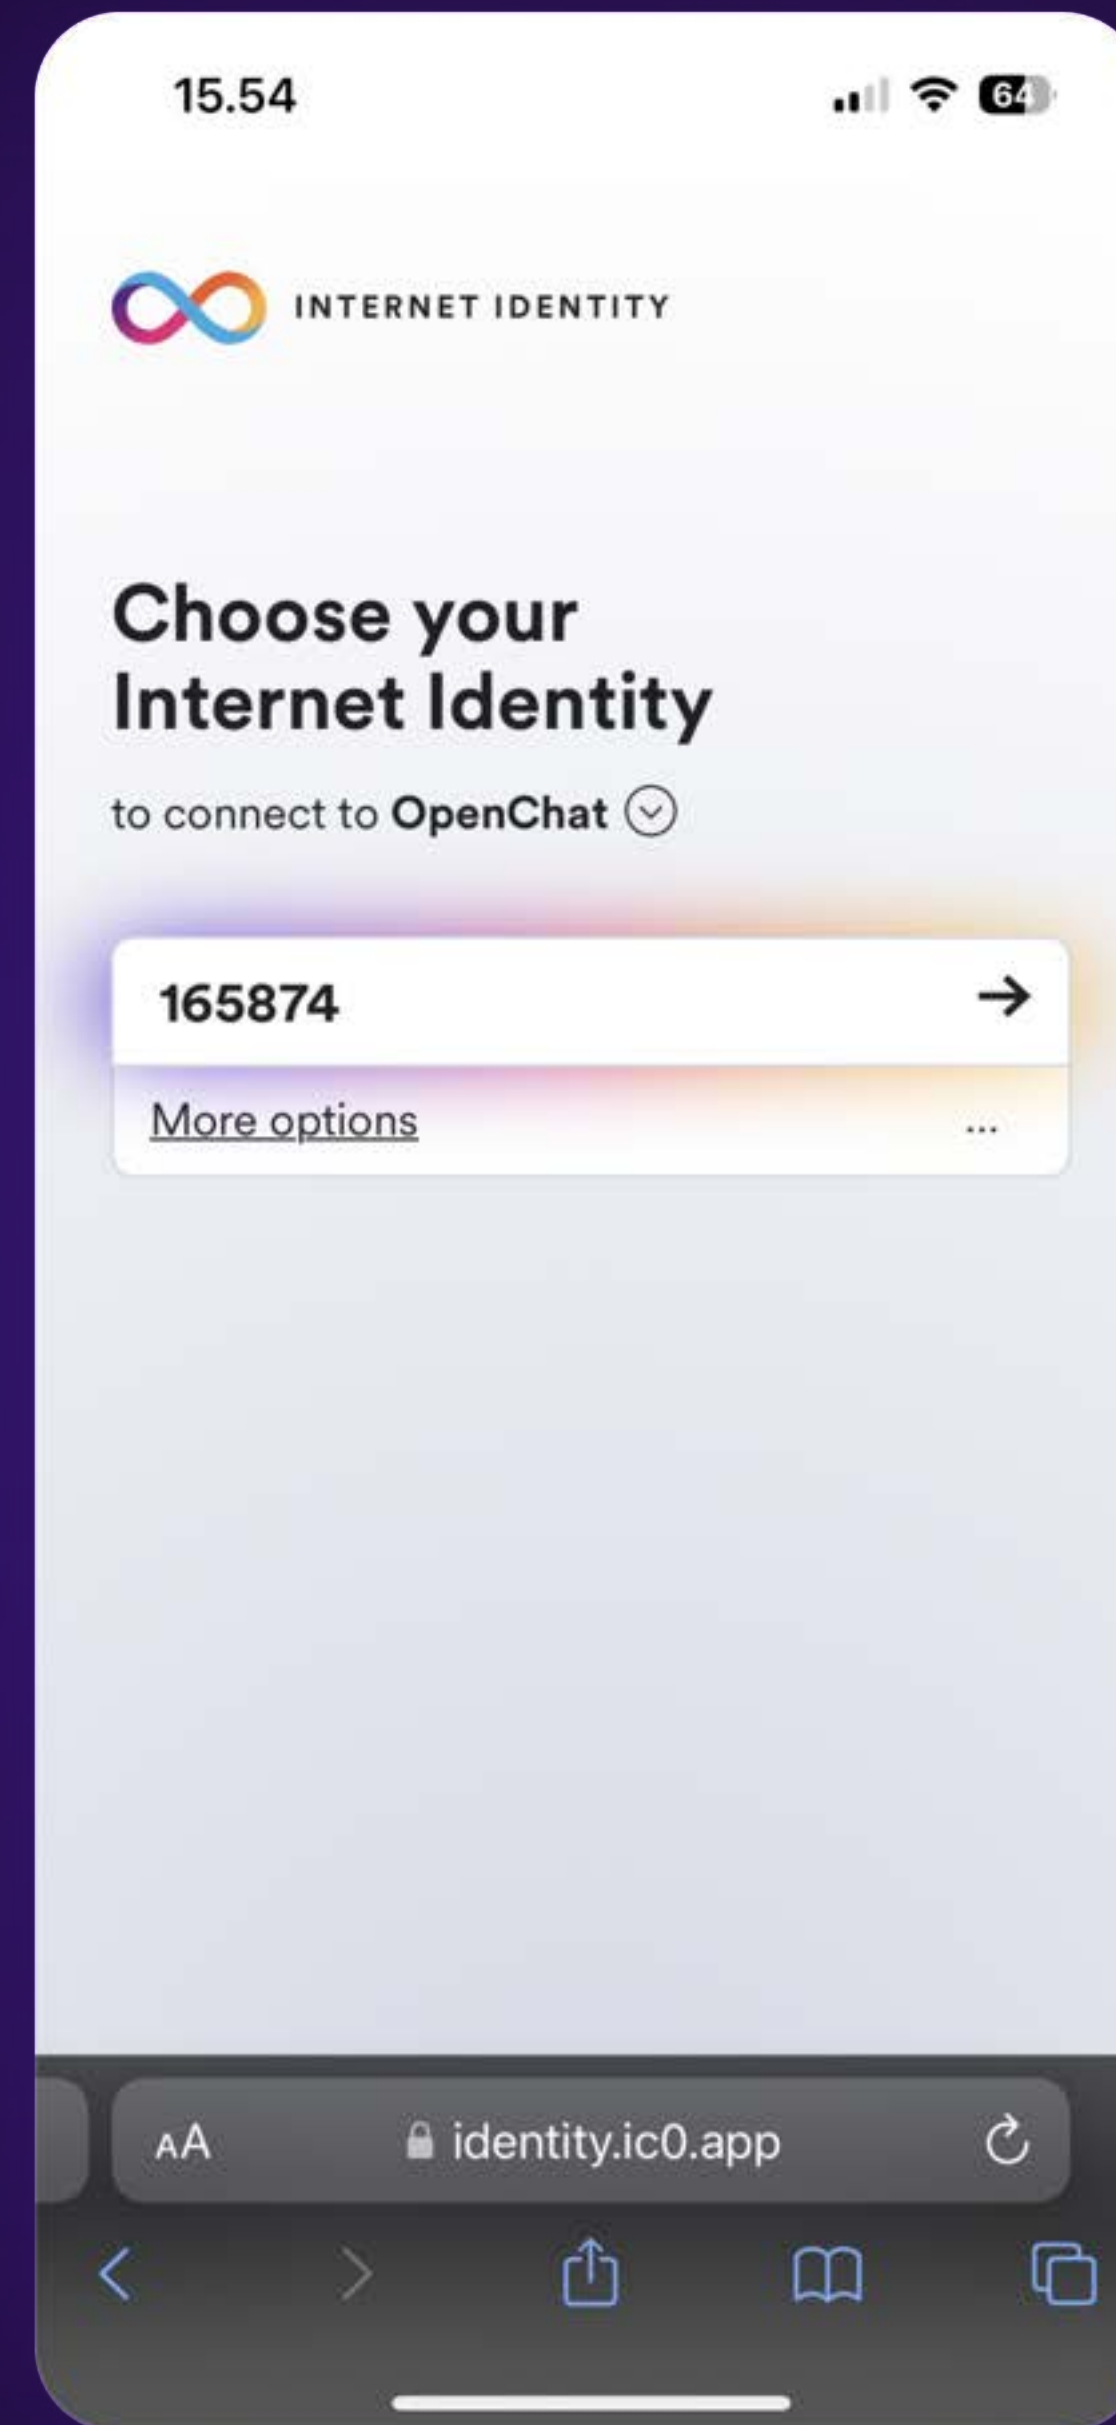 15.54
64
INTERNET IDENTITY
Choose your
Internet Identity
to connect to OpenChat
165874
More options
...
AA
identity.ic0.app